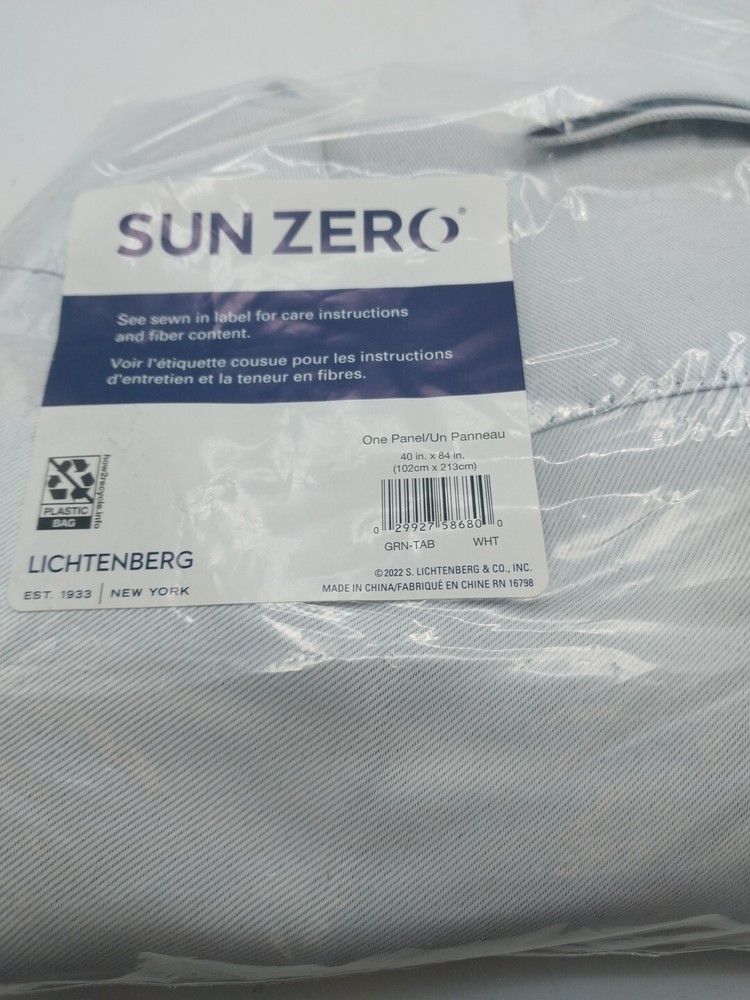 SUN ZERO®
See sewn in label for care instructions
and fiber content.
Voir l'étiquette cousue pour les instructions
d'entretien et la teneur en fibres.
One Panel/Un Panneau
40 in. x 84 in.
(102cm x 213cm)
0 29927 58680 0
GRN-TAB WHT
how2recycle.info
PLASTIC
BAG
LICHTENBERG
EST. 1933 | NEW YORK
©2022 S. LICHTENBERG & CO., INC.
MADE IN CHINA/FABRIQUÉ EN CHINE RN 16798